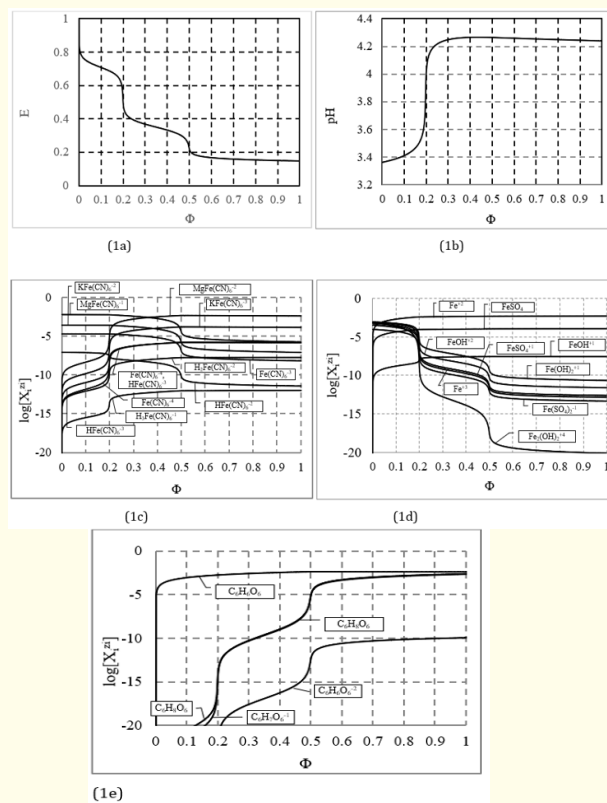 1
0.8
0.6
0.4
0.2
0
E
0 0.1 0.2 0.3 0.4 0.5 0.6 0.7 0.8 0.9 1
Φ
(1a)
4.4
4.2
4
3.8
3.6
3.4
3.2
pH
0 0.1 0.2 0.3 0.4 0.5 0.6 0.7 0.8 0.9 1
Φ
(1b)
KFe(CN)₆⁻²
MgFe(CN)₆⁻²
MgFe(CN)₆⁻¹
KFe(CN)₆⁻³
0
-5
-10
-15
-20
log[Xᵢᶻⁱ]
H₂Fe(CN)₆⁻²
Fe(CN)₆⁻³
HFe(CN)₆⁻³
Fe(CN)₆⁻⁴
HFe(CN)₆⁻²
H₃Fe(CN)₆⁻¹
HFe(CN)₆⁻³
0 0.1 0.2 0.3 0.4 0.5 0.6 0.7 0.8 0.9 1
Φ
(1c)
Fe⁺²
FeSO₄
0
-5
-10
-15
-20
log[Xᵢᶻⁱ]
FeOH⁺²
FeSO₄⁺¹
FeOH⁺¹
Fe(OH)₂⁺¹
Fe⁺³
Fe(SO₄)₂⁻¹
Fe₂(OH)₂⁺⁴
0 0.1 0.2 0.3 0.4 0.5 0.6 0.7 0.8 0.9 1
Φ
(1d)
0
-5
-10
-15
-20
log[Xᵢᶻⁱ]
C₆H₆O₆
C₆H₈O₆
C₆H₆O₆⁻²
C₆H₈O₆
C₆H₇O₆⁻¹
0 0.1 0.2 0.3 0.4 0.5 0.6 0.7 0.8 0.9 1
Φ
(1e)